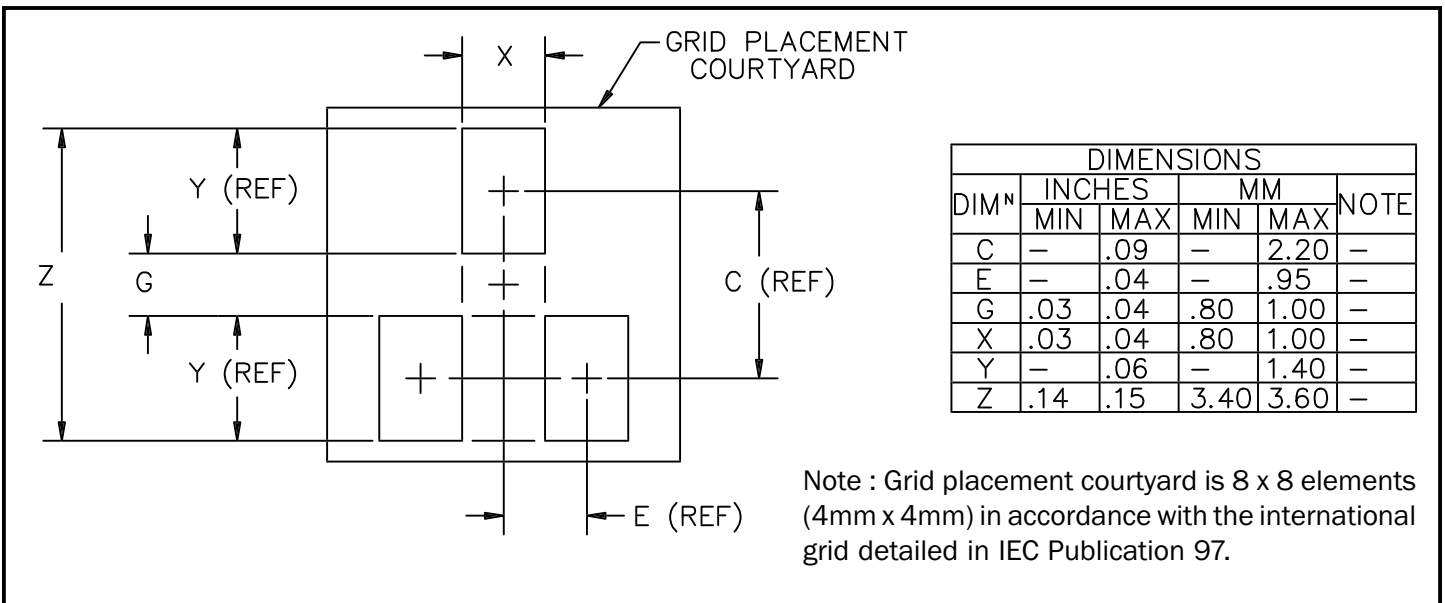 X
GRID PLACEMENT
COURTYARD
Y (REF)
Z
G
C (REF)
Y (REF)
E (REF)
DIMENSIONS
DIMᴺ INCHES MM NOTE
MIN MAX MIN MAX
C – .09 – 2.20 –
E – .04 – .95 –
G .03 .04 .80 1.00 –
X .03 .04 .80 1.00 –
Y – .06 – 1.40 –
Z .14 .15 3.40 3.60 –
Note : Grid placement courtyard is 8 x 8 elements
(4mm x 4mm) in accordance with the international
grid detailed in IEC Publication 97.